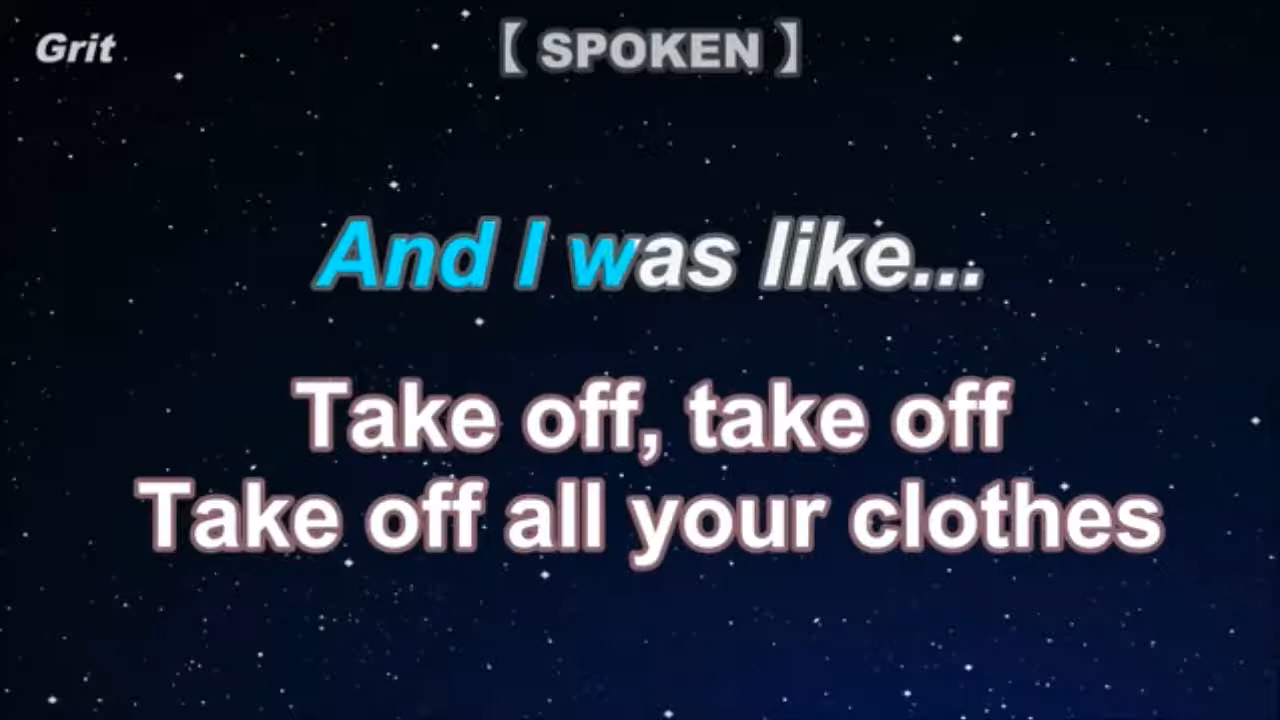 Grit
【 SPOKEN 】
And I was like...
Take off, take off
Take off all your clothes